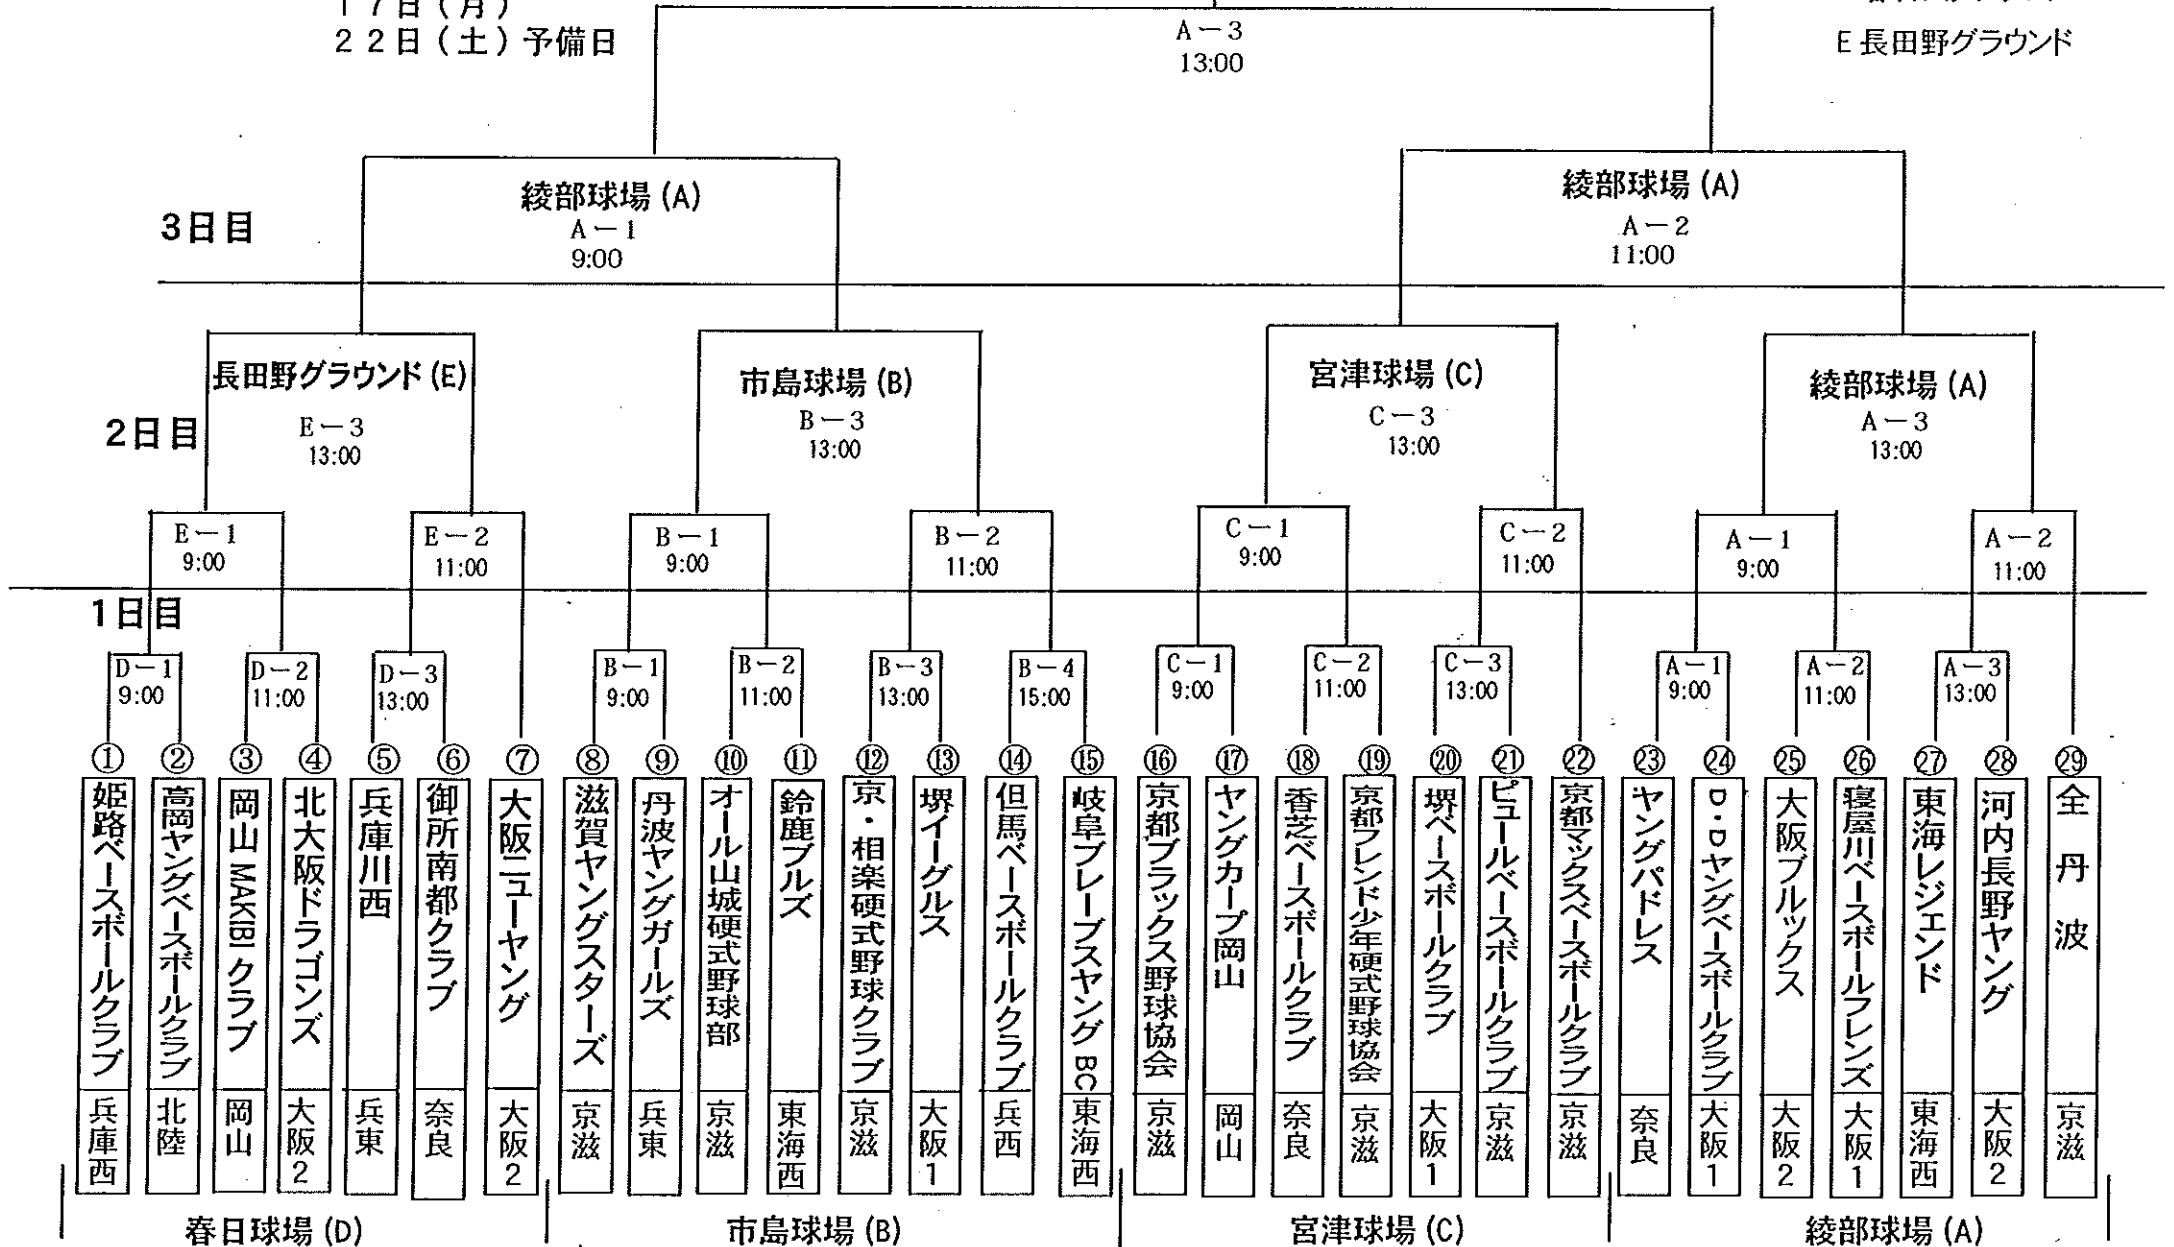 １７日（月）
２２日（土）予備日
A－3
13:00
E 長田野グラウンド
綾部球場 (A)
A－1
9:00
綾部球場 (A)
A－2
11:00
3日目
長田野グラウンド (E)
E－3
13:00
市島球場 (B)
B－3
13:00
宮津球場 (C)
C－3
13:00
綾部球場 (A)
A－3
13:00
2日目
E－1
9:00
E－2
11:00
B－1
9:00
B－2
11:00
C－1
9:00
C－2
11:00
A－1
9:00
A－2
11:00
1日目
D－1
9:00
D－2
11:00
D－3
13:00
B－1
9:00
B－2
11:00
B－3
13:00
B－4
15:00
C－1
9:00
C－2
11:00
C－3
13:00
A－1
9:00
A－2
11:00
A－3
13:00
① 姫路ベースボールクラブ 兵庫西
② 高岡ヤングベースボールクラブ 北陸
③ 岡山 MAKIBI クラブ 岡山
④ 北大阪ドラゴンズ 大阪2
⑤ 兵庫川西 兵東
⑥ 御所南都クラブ 奈良
⑦ 大阪ニューヤング 大阪2
⑧ 滋賀ヤングスターズ 京滋
⑨ 丹波ヤングガールズ 兵東
⑩ オール山城硬式野球部 京滋
⑪ 鈴鹿ブルズ 東海西
⑫ 京・相楽硬式野球クラブ 京滋
⑬ 堺イーグルス 大阪1
⑭ 但馬ベースボールクラブ 兵西
⑮ 岐阜ブレーブスヤング BC 東海西
⑯ 京都ブラックス野球協会 京滋
⑰ ヤングカープ岡山 岡山
⑱ 香芝ベースボールクラブ 奈良
⑲ 京都フレンド少年硬式野球協会 京滋
⑳ 堺ベースボールクラブ 大阪1
㉑ ピュールベースボールクラブ 京滋
㉒ 京都マックスベースボールクラブ 京滋
㉓ ヤングパドレス 奈良
㉔ D・Dヤングベースボールクラブ 大阪1
㉕ 大阪ブルックス 大阪2
㉖ 寝屋川ベースボールフレンズ 大阪1
㉗ 東海レジェンド 東海西
㉘ 河内長野ヤング 大阪2
㉙ 全丹波 京滋
春日球場 (D)
市島球場 (B)
宮津球場 (C)
綾部球場 (A)